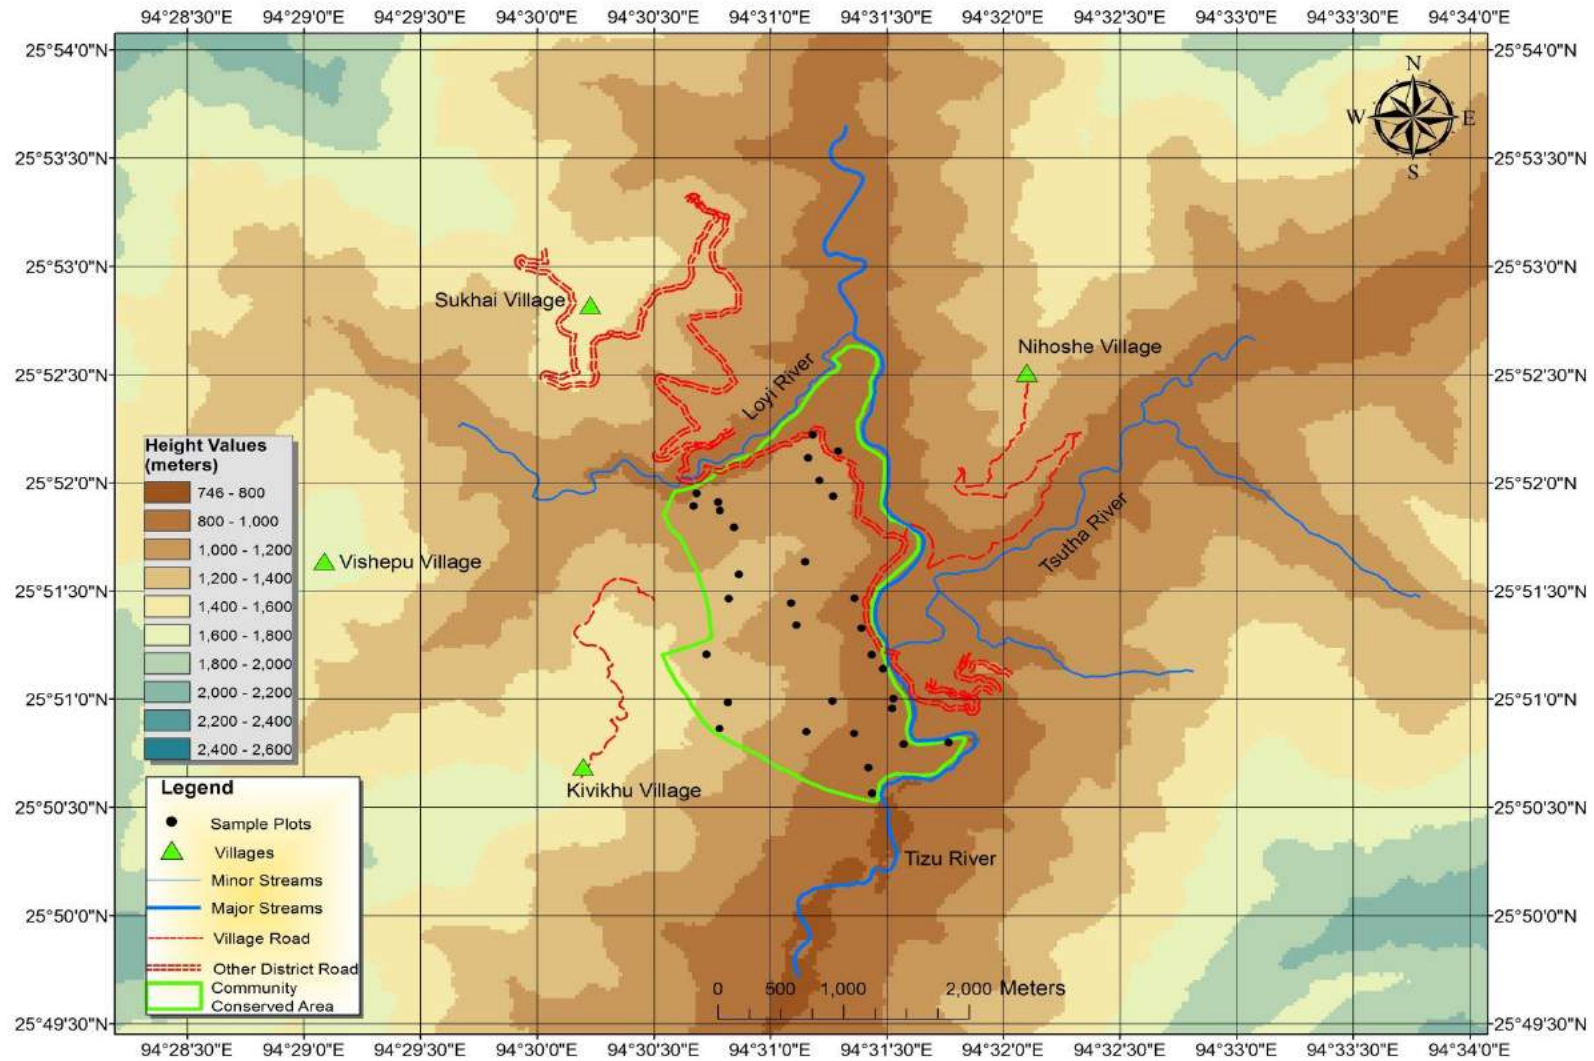 94°28'30"E 94°29'0"E 94°29'30"E 94°30'0"E 94°30'30"E 94°31'0"E 94°31'30"E 94°32'0"E 94°32'30"E 94°33'0"E 94°33'30"E 94°34'0"E
25°54'0"N 25°54'0"N
N
W E
S
25°53'30"N 25°53'30"N
25°53'0"N 25°53'0"N
Sukhai Village
Nihoshe Village
25°52'30"N 25°52'30"N
Loyi River
Height Values
(meters)
746 - 800
800 - 1,000
1,000 - 1,200
1,200 - 1,400
1,400 - 1,600
1,600 - 1,800
1,800 - 2,000
2,000 - 2,200
2,200 - 2,400
2,400 - 2,600
25°52'0"N 25°52'0"N
Tsutha River
Vishepu Village
25°51'30"N 25°51'30"N
25°51'0"N 25°51'0"N
Kivikhu Village
25°50'30"N 25°50'30"N
Legend
Sample Plots
Villages
Minor Streams
Major Streams
Village Road
Other District Road
Community
Conserved Area
Tizu River
25°50'0"N 25°50'0"N
0 500 1,000 2,000 Meters
25°49'30"N 25°49'30"N
94°28'30"E 94°29'0"E 94°29'30"E 94°30'0"E 94°30'30"E 94°31'0"E 94°31'30"E 94°32'0"E 94°32'30"E 94°33'0"E 94°33'30"E 94°34'0"E